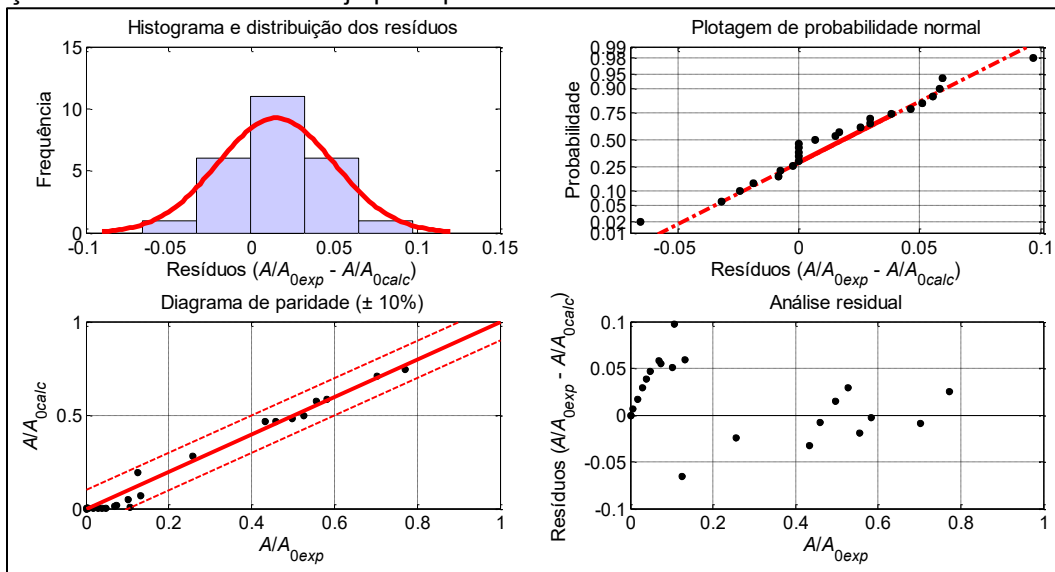 Histograma e distribuição dos resíduos
15
10
5
0
Frequência
-0.1 -0.05 0 0.05 0.1 0.15
Resíduos (A/A0exp - A/A0calc)
Plotagem de probabilidade normal
0.99
0.98
0.95
0.90
0.75
0.50
0.25
0.10
0.05
0.02
0.01
Probabilidade
-0.05 0 0.05 0.1
Resíduos (A/A0exp - A/A0calc)
Diagrama de paridade (± 10%)
1
0.5
0
A/A0calc
0 0.2 0.4 0.6 0.8 1
A/A0exp
Análise residual
0.1
0.05
0
-0.05
-0.1
Resíduos (A/A0exp - A/A0calc)
0 0.2 0.4 0.6 0.8 1
A/A0exp